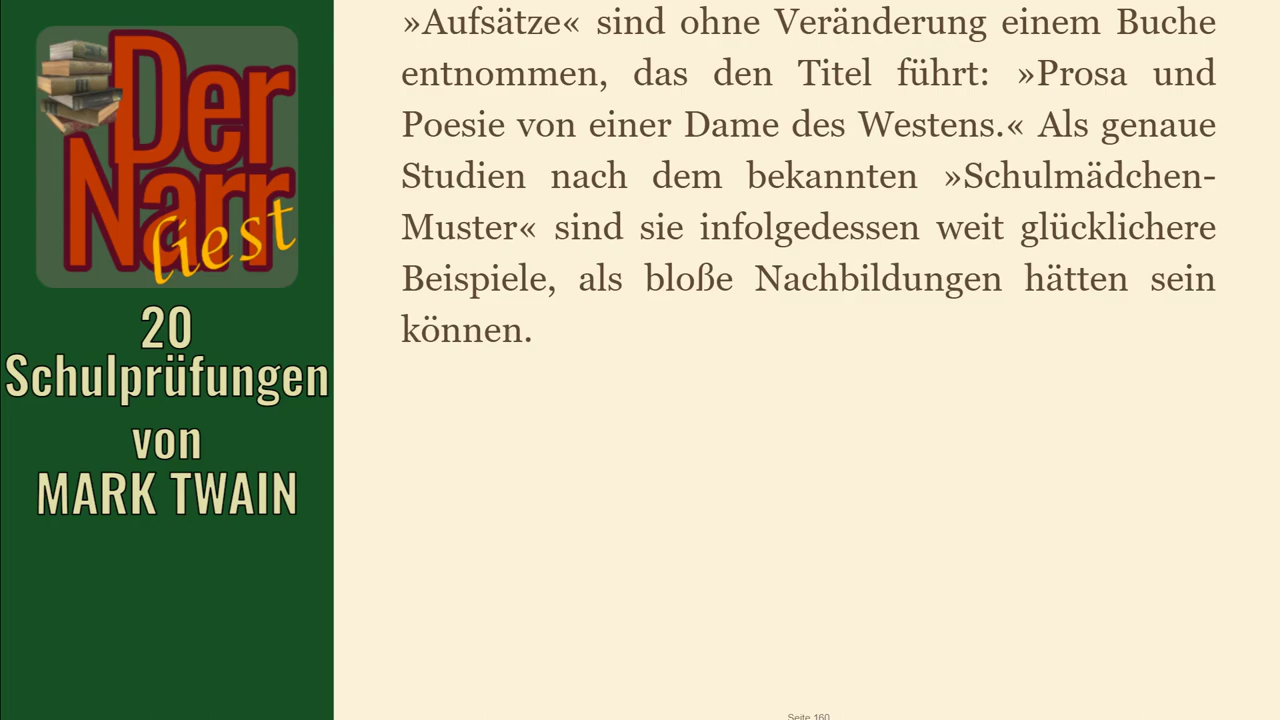 Der
Narr
liest
20
Schulprüfungen
von
MARK TWAIN
»Aufsätze« sind ohne Veränderung einem Buche
entnommen, das den Titel führt: »Prosa und
Poesie von einer Dame des Westens.« Als genaue
Studien nach dem bekannten »Schulmädchen-
Muster« sind sie infolgedessen weit glücklichere
Beispiele, als bloße Nachbildungen hätten sein
können.
Seite 160